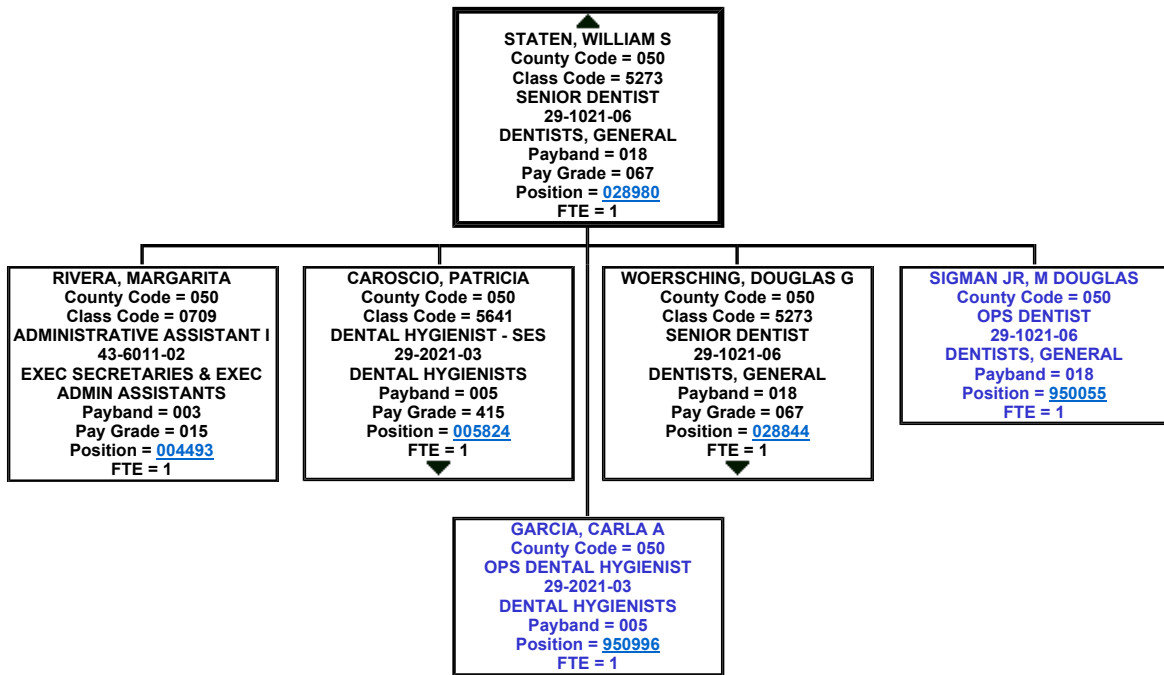 STATEN, WILLIAM S
County Code = 050
Class Code = 5273
SENIOR DENTIST
29-1021-06
DENTISTS, GENERAL
Payband = 018
Pay Grade = 067
Position = 028980
FTE = 1
RIVERA, MARGARITA
County Code = 050
Class Code = 0709
ADMINISTRATIVE ASSISTANT I
43-6011-02
EXEC SECRETARIES & EXEC
ADMIN ASSISTANTS
Payband = 003
Pay Grade = 015
Position = 004493
FTE = 1
CAROSCIO, PATRICIA
County Code = 050
Class Code = 5641
DENTAL HYGIENIST - SES
29-2021-03
DENTAL HYGIENISTS
Payband = 005
Pay Grade = 415
Position = 005824
FTE = 1
WOERSCHING, DOUGLAS G
County Code = 050
Class Code = 5273
SENIOR DENTIST
29-1021-06
DENTISTS, GENERAL
Payband = 018
Pay Grade = 067
Position = 028844
FTE = 1
SIGMAN JR, M DOUGLAS
County Code = 050
OPS DENTIST
29-1021-06
DENTISTS, GENERAL
Payband = 018
Position = 950055
FTE = 1
GARCIA, CARLA A
County Code = 050
OPS DENTAL HYGIENIST
29-2021-03
DENTAL HYGIENISTS
Payband = 005
Position = 950996
FTE = 1